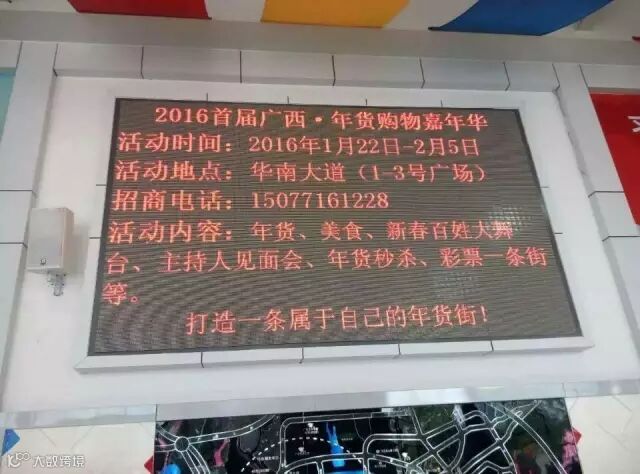 2016首届广西·年货购物嘉年华
活动时间：2016年1月22日-2月5日
活动地点：华南大道（1-3号广场）
招商电话：15077161228
活动内容：年货、美食、新春百姓大舞
台、主持人见面会、年货秒杀、彩票一条街
等。
打造一条属于自己的年货街！
大数跨境